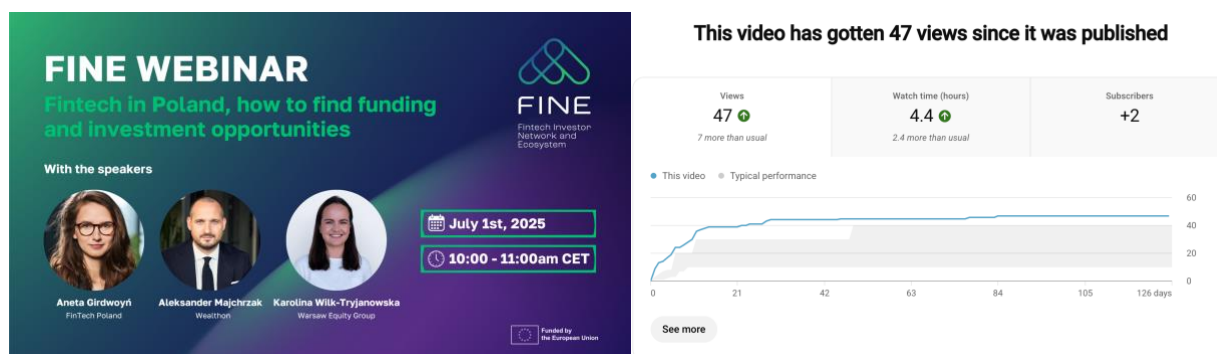 FINE WEBINAR
Fintech in Poland, how to find funding
and investment opportunities
With the speakers
Aneta Girdwoyń
FinTech Poland
Aleksander Majchrzak
Wealthon
Karolina Wilk-Tryjanowska
Warsaw Equity Group
FINE
Fintech Investor
Network and
Ecosystem
July 1st, 2025
10:00 - 11:00am CET
Funded by
the European Union
This video has gotten 47 views since it was published
Views
47
7 more than usual
Watch time (hours)
4.4
2.4 more than usual
Subscribers
+2
This video
Typical performance
60
40
20
0
0
21
42
63
84
105
126 days
See more